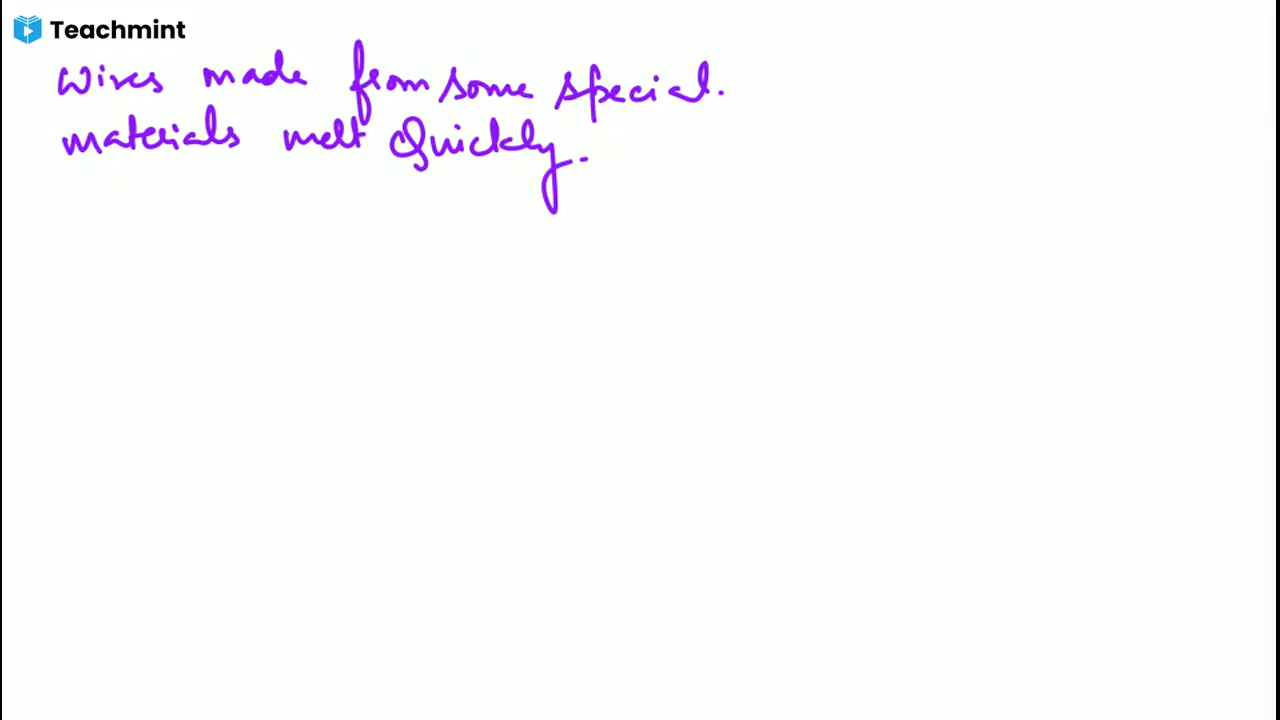 Teachmint
Wires made from some special.
materials melt Quickly.